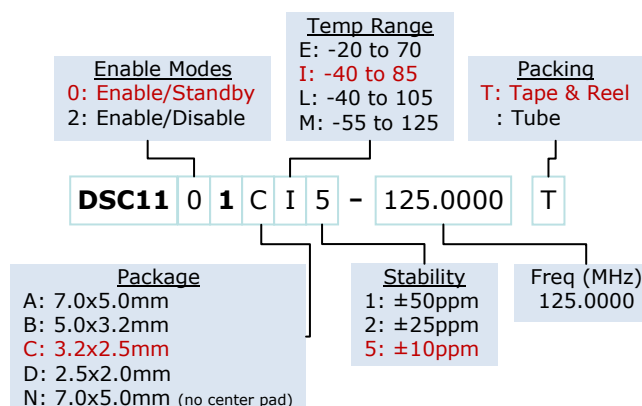 Enable Modes
0: Enable/Standby
2: Enable/Disable
Temp Range
E: -20 to 70
I: -40 to 85
L: -40 to 105
M: -55 to 125
Packing
T: Tape & Reel
: Tube
DSC11 0 1 C I 5 - 125.0000 T
Package
A: 7.0x5.0mm
B: 5.0x3.2mm
C: 3.2x2.5mm
D: 2.5x2.0mm
N: 7.0x5.0mm (no center pad)
Stability
1: ±50ppm
2: ±25ppm
5: ±10ppm
Freq (MHz)
125.0000